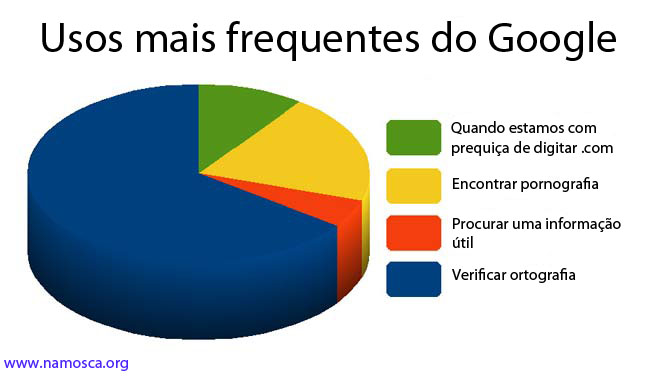 Usos mais frequentes do Google
Quando estamos com
prequiça de digitar .com
Encontrar pornografia
Procurar uma informação
útil
Verificar ortografia
www.namosca.org